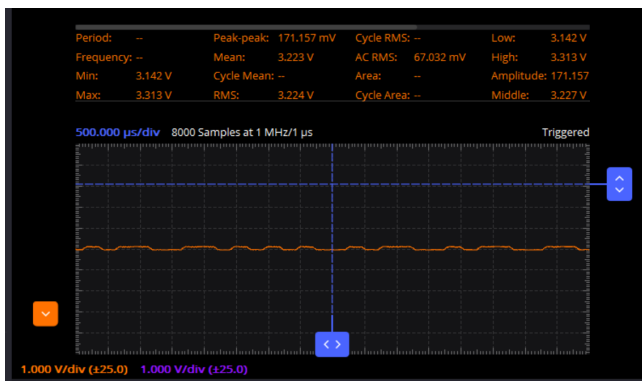 Period: -- Peak-peak: 171.157 mV Cycle RMS: -- Low: 3.142 V
Frequency: -- Mean: 3.223 V AC RMS: 67.032 mV High: 3.313 V
Min: 3.142 V Cycle Mean: -- Area: -- Amplitude: 171.157
Max: 3.313 V RMS: 3.224 V Cycle Area: -- Middle: 3.227 V
500.000 µs/div 8000 Samples at 1 MHz/1 µs Triggered
1.000 V/div (±25.0) 1.000 V/div (±25.0)